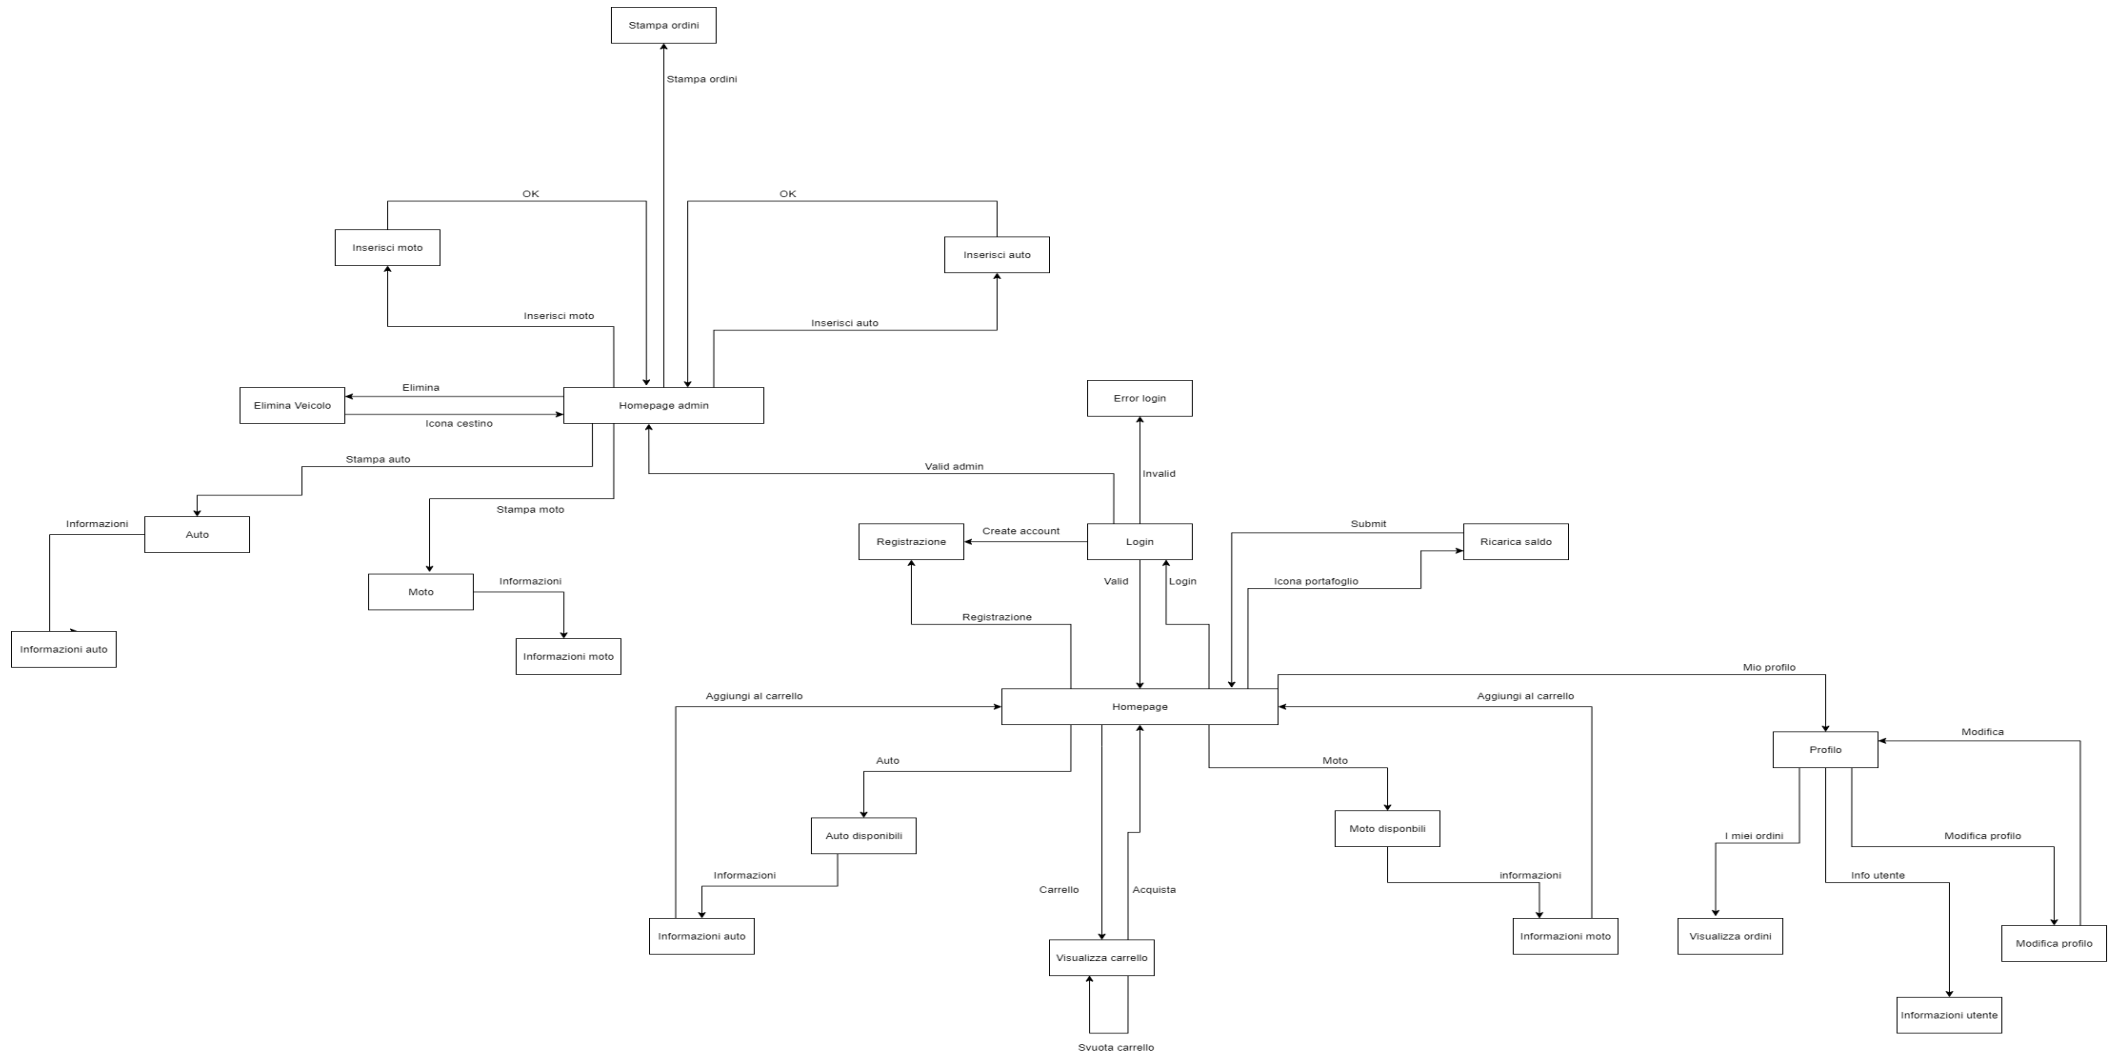 Stampa ordini
Stampa ordini
OK
OK
Inserisci moto
Inserisci auto
Inserisci moto
Inserisci auto
Elimina
Elimina Veicolo
Homepage admin
Icona cestino
Error login
Stampa auto
Valid admin
Invalid
Stampa moto
Informazioni
Auto
Registrazione
Create account
Login
Submit
Ricarica saldo
Moto
Informazioni
Valid
Login
Icona portafoglio
Registrazione
Informazioni auto
Informazioni moto
Mio profilo
Aggiungi al carrello
Homepage
Aggiungi al carrello
Modifica
Profilo
Auto
Moto
Auto disponibili
Moto disponbili
I miei ordini
Modifica profilo
Informazioni
Carrello
Acquista
informazioni
Info utente
Informazioni auto
Visualizza carrello
Informazioni moto
Visualizza ordini
Modifica profilo
Informazioni utente
Svuota carrello